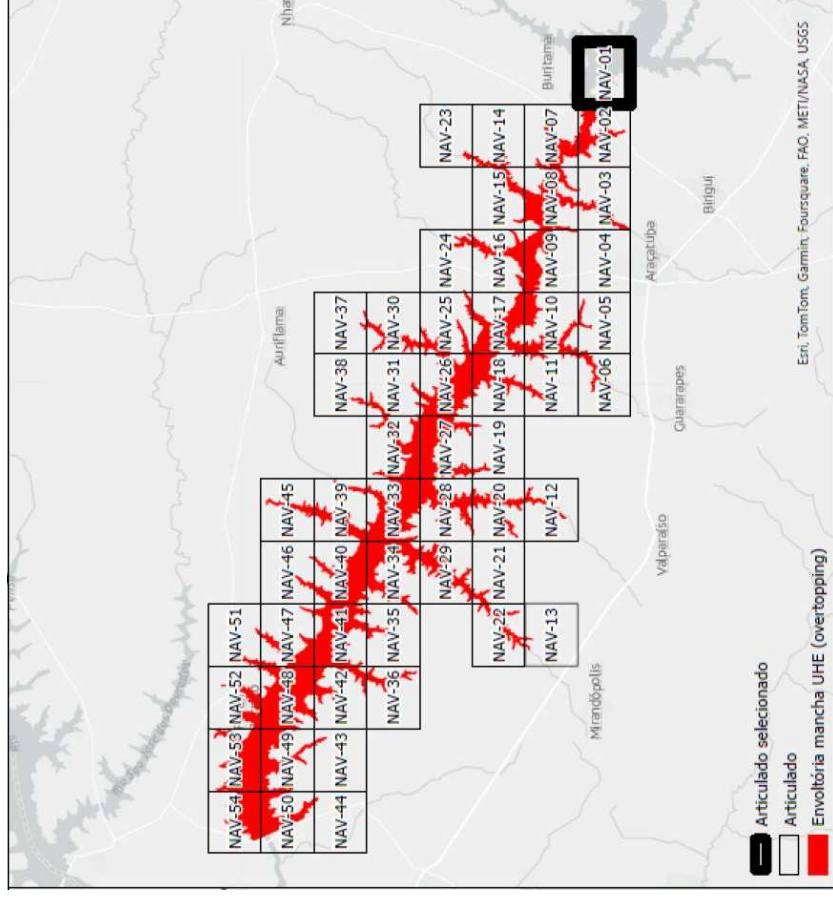 Nha
Auriflama
NAV-54 NAV-53 NAV-52 NAV-51
NAV-50 NAV-49 NAV-48 NAV-47 NAV-46 NAV-45
NAV-44 NAV-43 NAV-42 NAV-41 NAV-40 NAV-39 NAV-38 NAV-37
NAV-36 NAV-35 NAV-34 NAV-33 NAV-32 NAV-31 NAV-30
NAV-29 NAV-28 NAV-27 NAV-26 NAV-25 NAV-24 NAV-23
NAV-22 NAV-21 NAV-20 NAV-19 NAV-18 NAV-17 NAV-16 NAV-15 NAV-14
NAV-13 NAV-12 NAV-11 NAV-10 NAV-09 NAV-08 NAV-07
Buritama
NAV-06 NAV-05 NAV-04 NAV-03 NAV-02 NAV-01
Mirandópolis
Araçatuba
Valparaíso
Guararapes
Birigui
Articulado selecionado
Articulado
Envoltória mancha UHE (overtopping)
Esri, TomTom, Garmin, Foursquare, FAO, METI/NASA, USGS